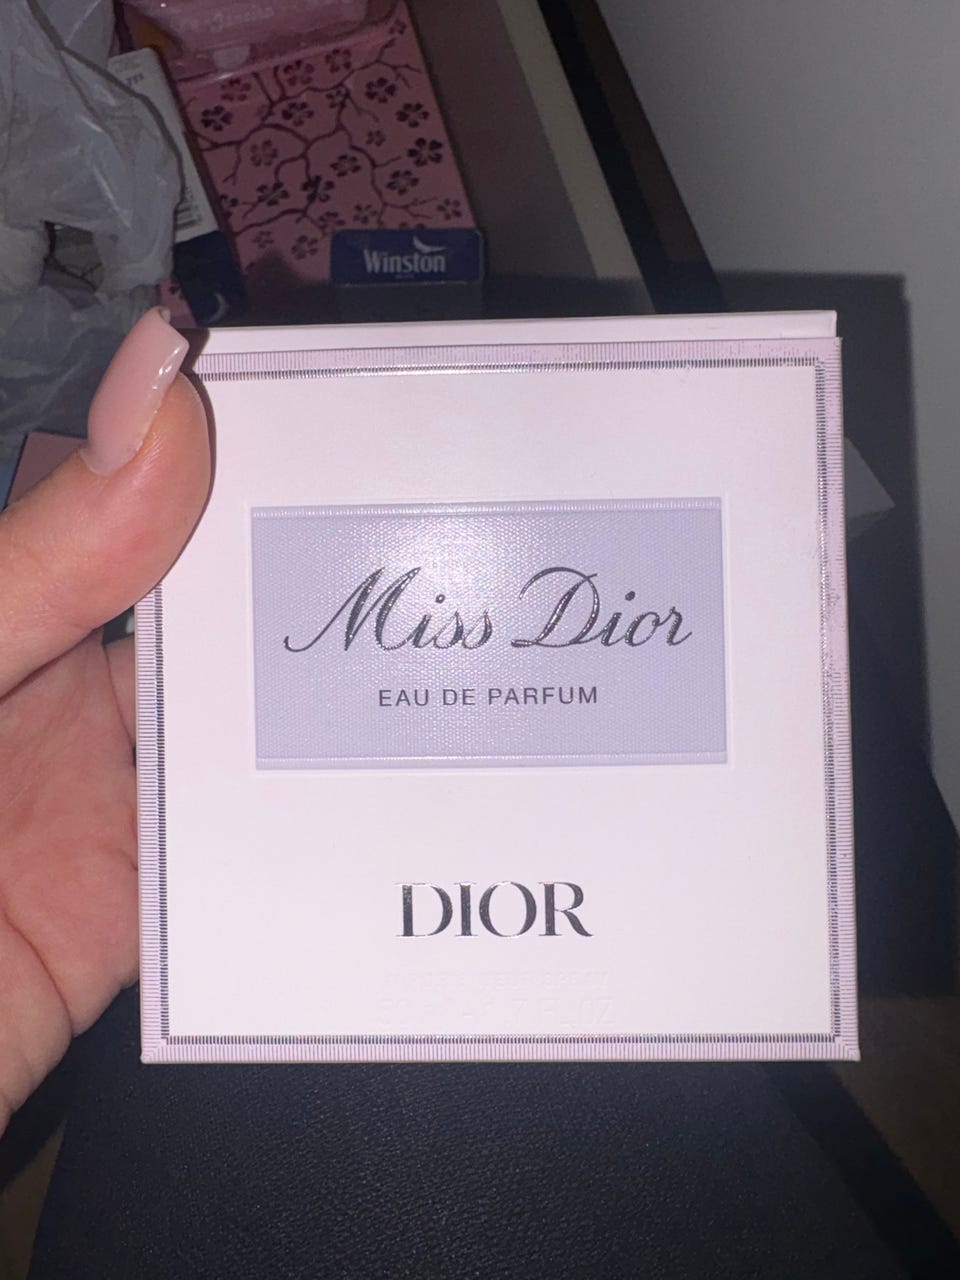 Winston
Miss Dior
EAU DE PARFUM
DIOR